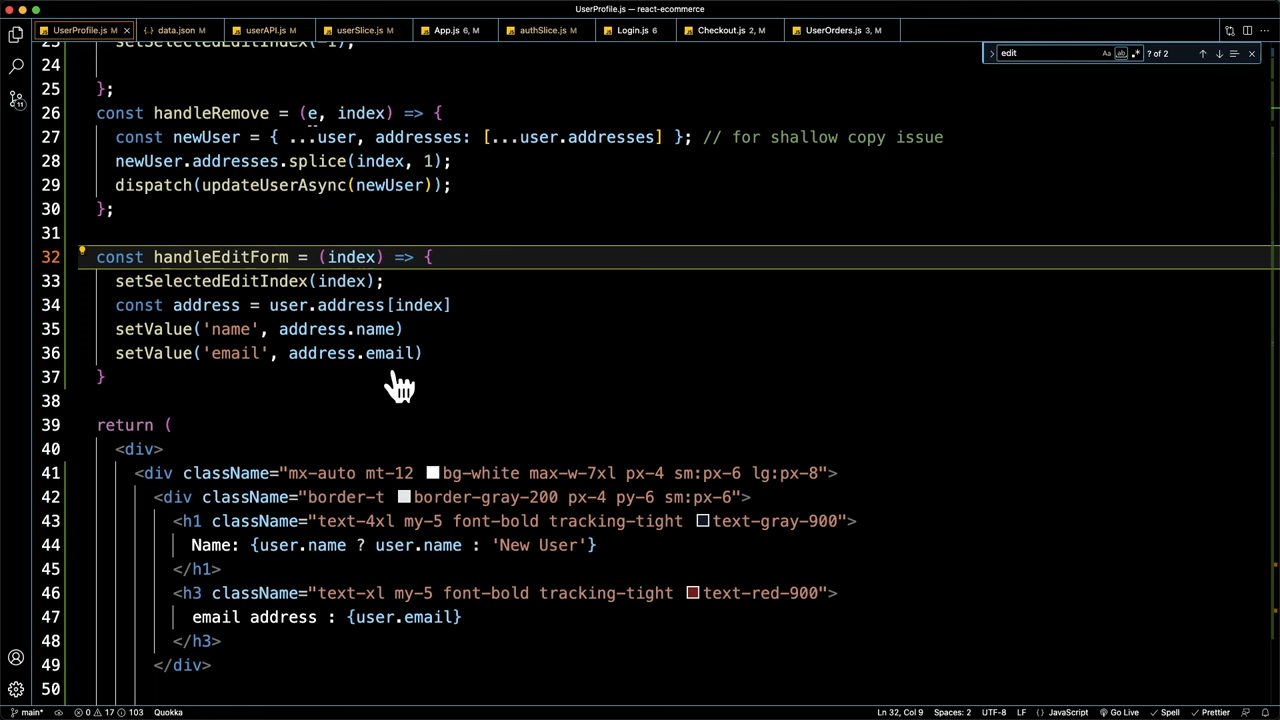 UserProfile.js — react-ecommerce
UserProfile.js M × data.json M userAPI.js M userSlice.js M App.js 6, M authSlice.js M Login.js 6 Checkout.js 2, M UserOrders.js 3, M
edit Aa ab .* ? of 2
23 setSelectedEditIndex(-1);
24
25 };
26 const handleRemove = (e, index) => {
27 const newUser = { ...user, addresses: [...user.addresses] }; // for shallow copy issue
28 newUser.addresses.splice(index, 1);
29 dispatch(updateUserAsync(newUser));
30 };
31
32 const handleEditForm = (index) => {
33 setSelectedEditIndex(index);
34 const address = user.address[index]
35 setValue('name', address.name)
36 setValue('email', address.email)
37 }
38
39 return (
40 <div>
41 <div className="mx-auto mt-12 bg-white max-w-7xl px-4 sm:px-6 lg:px-8">
42 <div className="border-t border-gray-200 px-4 py-6 sm:px-6">
43 <h1 className="text-4xl my-5 font-bold tracking-tight text-gray-900">
44 Name: {user.name ? user.name : 'New User'}
45 </h1>
46 <h3 className="text-xl my-5 font-bold tracking-tight text-red-900">
47 email address : {user.email}
48 </h3>
49 </div>
50
11
main* 0 17 103 Quokka Ln 32, Col 9 Spaces: 2 UTF-8 LF { } JavaScript Go Live Spell Prettier